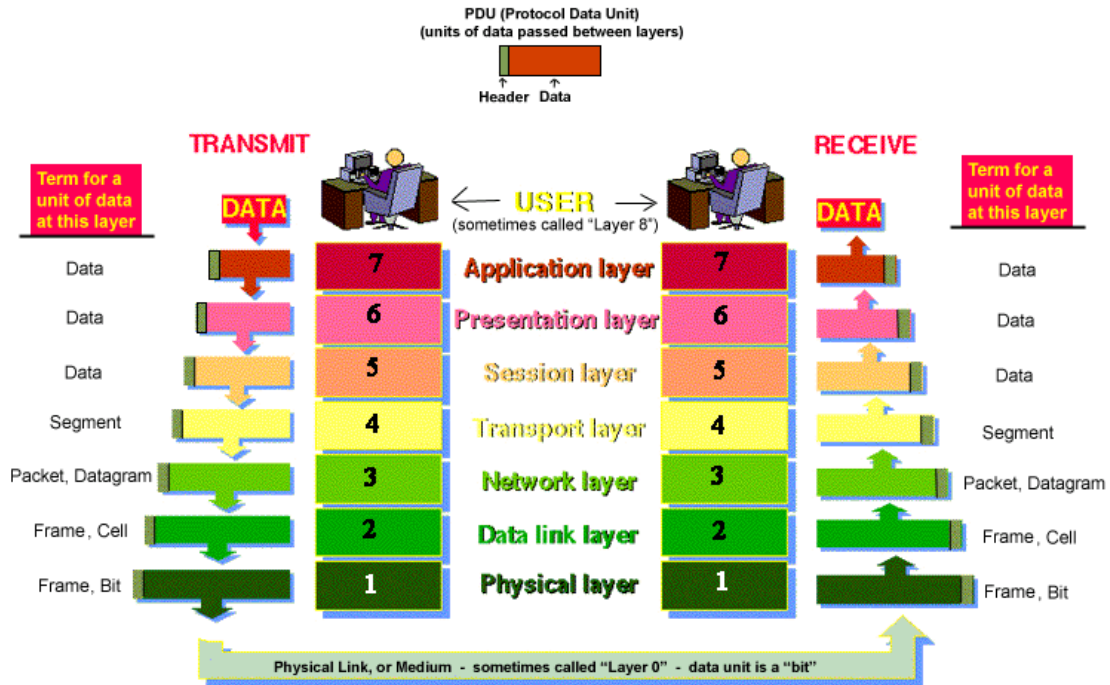 PDU (Protocol Data Unit)
(units of data passed between layers)
Header Data
TRANSMIT
RECEIVE
Term for a
unit of data
at this layer
DATA
USER
(sometimes called “Layer 8”)
DATA
Term for a
unit of data
at this layer
Data 7 Application layer 7 Data
Data 6 Presentation layer 6 Data
Data 5 Session layer 5 Data
Segment 4 Transport layer 4 Segment
Packet, Datagram 3 Network layer 3 Packet, Datagram
Frame, Cell 2 Data link layer 2 Frame, Cell
Frame, Bit 1 Physical layer 1 Frame, Bit
Physical Link, or Medium - sometimes called “Layer 0” - data unit is a “bit”